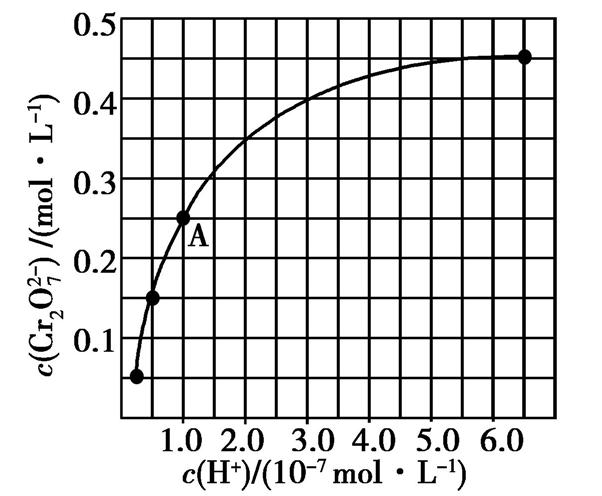 0.5
0.4
0.3
0.2
0.1
c(Cr₂O₇²⁻) /(mol · L⁻¹)
A
1.0 2.0 3.0 4.0 5.0 6.0
c(H⁺)/(10⁻⁷ mol · L⁻¹)